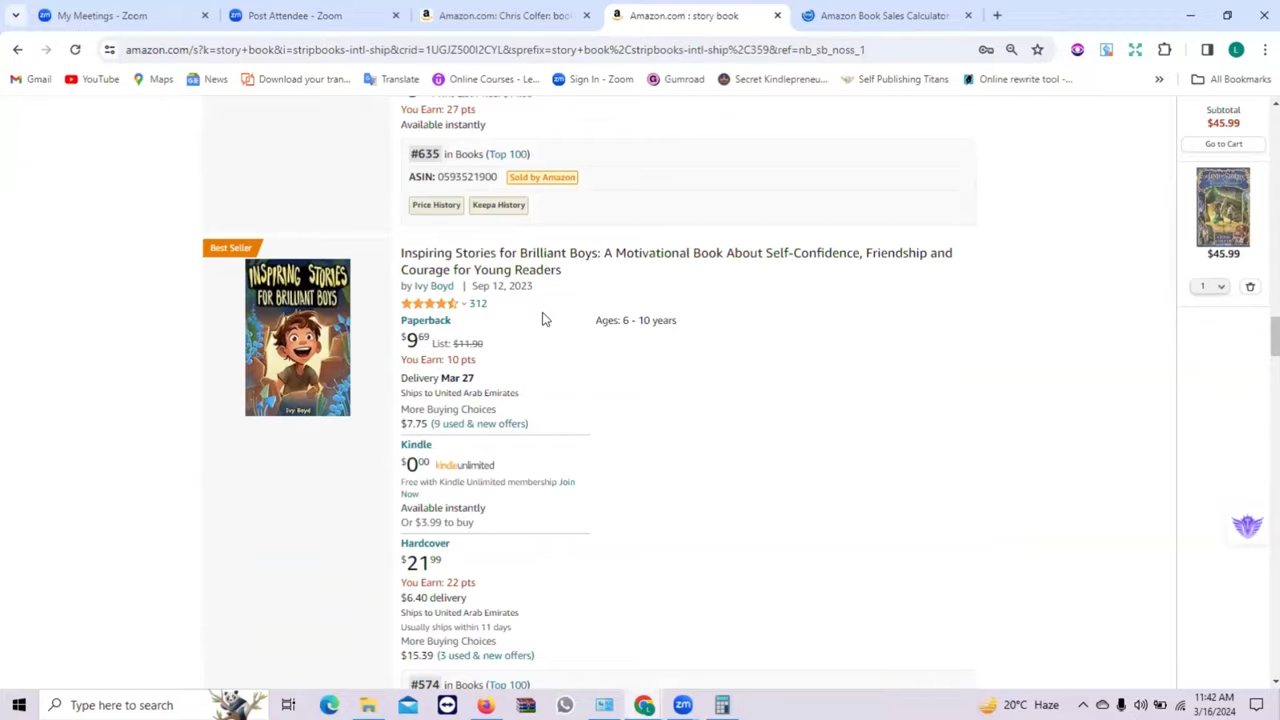 My Meetings - Zoom
Post Attendee - Zoom
Amazon.com: Chris Colfer: boo
Amazon.com : story book
Amazon Book Sales Calculator
amazon.com/s?k=story+book&i=stripbooks-intl-ship&crid=1UGJZ500I2CYL&sprefix=story+book%2Cstripbooks-intl-ship%2C359&ref=nb_sb_noss_1
Gmail
YouTube
Maps
News
Download your tran...
Translate
Online Courses - Le...
Sign In - Zoom
Gumroad
Secret Kindlepreneu...
Self Publishing Titans
Online rewrite tool -...
All Bookmarks
You Earn: 27 pts
Available instantly
#635 in Books (Top 100)
ASIN: 0593521900 Sold by Amazon
Price History Keepa History
Best Seller
INSPIRING STORIES
FOR BRILLIANT BOYS
Ivy Boyd
Inspiring Stories for Brilliant Boys: A Motivational Book About Self-Confidence, Friendship and
Courage for Young Readers
by Ivy Boyd | Sep 12, 2023
312
Paperback
$9.69 List: $11.90
You Earn: 10 pts
Delivery Mar 27
Ships to United Arab Emirates
More Buying Choices
$7.75 (9 used & new offers)
Ages: 6 - 10 years
Kindle
$0.00 kindleunlimited
Free with Kindle Unlimited membership Join
Now
Available instantly
Or $3.99 to buy
Hardcover
$21.99
You Earn: 22 pts
$6.40 delivery
Ships to United Arab Emirates
Usually ships within 11 days
More Buying Choices
$15.39 (3 used & new offers)
#574 in Books (Top 100)
Subtotal
$45.99
Go to Cart
$45.99
1
Type here to search
20°C Haze
11:42 AM
3/16/2024